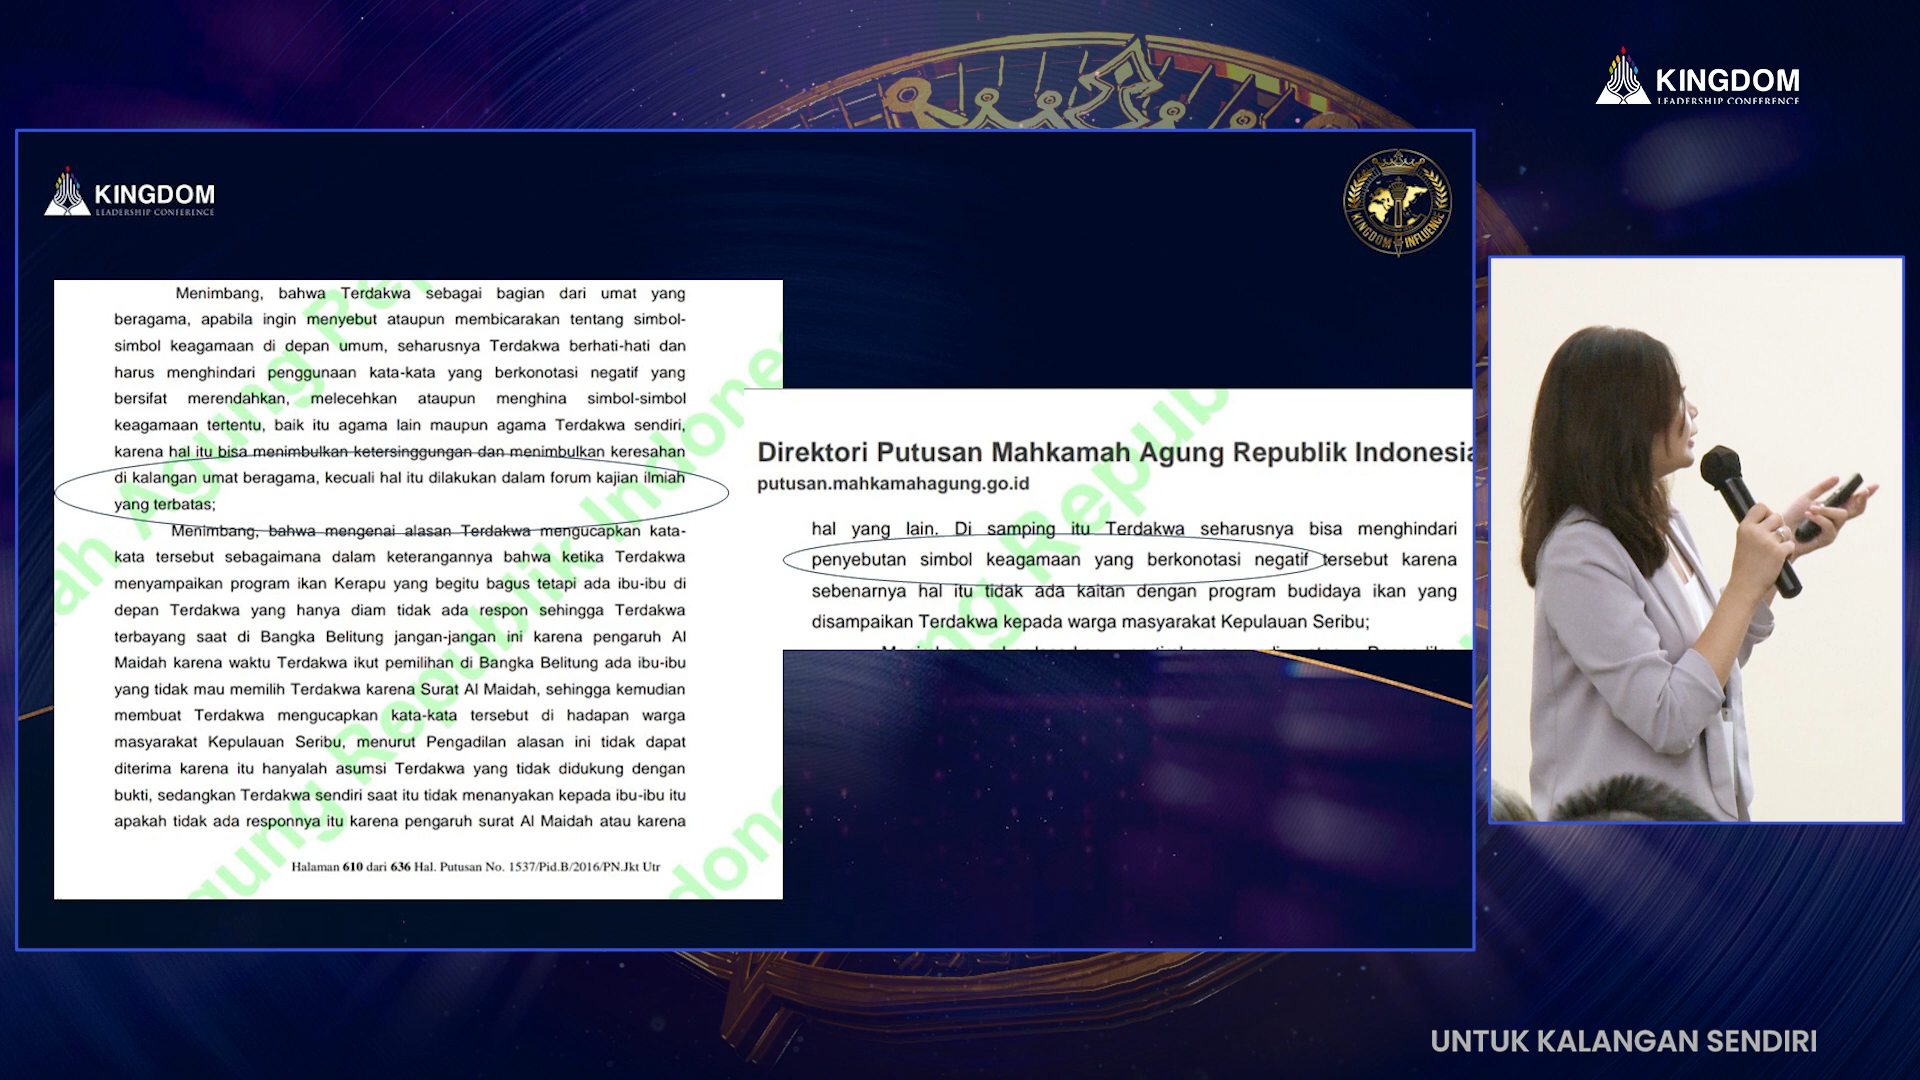 KINGDOM
LEADERSHIP CONFERENCE
KINGDOM
LEADERSHIP CONFERENCE
KINGDOM INFLUENCE
Menimbang, bahwa Terdakwa sebagai bagian dari umat yang
beragama, apabila ingin menyebut ataupun membicarakan tentang simbol-
simbol keagamaan di depan umum, seharusnya Terdakwa berhati-hati dan
harus menghindari penggunaan kata-kata yang berkonotasi negatif yang
bersifat merendahkan, melecehkan ataupun menghina simbol-simbol
keagamaan tertentu, baik itu agama lain maupun agama Terdakwa sendiri,
karena hal itu bisa menimbulkan ketersinggungan dan menimbulkan keresahan
di kalangan umat beragama, kecuali hal itu dilakukan dalam forum kajian ilmiah
yang terbatas;
Menimbang, bahwa mengenai alasan Terdakwa mengucapkan kata-
kata tersebut sebagaimana dalam keterangannya bahwa ketika Terdakwa
menyampaikan program ikan Kerapu yang begitu bagus tetapi ada ibu-ibu di
depan Terdakwa yang hanya diam tidak ada respon sehingga Terdakwa
terbayang saat di Bangka Belitung jangan-jangan ini karena pengaruh Al
Maidah karena waktu Terdakwa ikut pemilihan di Bangka Belitung ada ibu-ibu
yang tidak mau memilih Terdakwa karena Surat Al Maidah, sehingga kemudian
membuat Terdakwa mengucapkan kata-kata tersebut di hadapan warga
masyarakat Kepulauan Seribu, menurut Pengadilan alasan ini tidak dapat
diterima karena itu hanyalah asumsi Terdakwa yang tidak didukung dengan
bukti, sedangkan Terdakwa sendiri saat itu tidak menanyakan kepada ibu-ibu itu
apakah tidak ada responnya itu karena pengaruh surat Al Maidah atau karena
Halaman 610 dari 636 Hal. Putusan No. 1537/Pid.B/2016/PN.Jkt Utr
Direktori Putusan Mahkamah Agung Republik Indonesia
putusan.mahkamahagung.go.id
hal yang lain. Di samping itu Terdakwa seharusnya bisa menghindari
penyebutan simbol keagamaan yang berkonotasi negatif tersebut karena
sebenarnya hal itu tidak ada kaitan dengan program budidaya ikan yang
disampaikan Terdakwa kepada warga masyarakat Kepulauan Seribu;
UNTUK KALANGAN SENDIRI